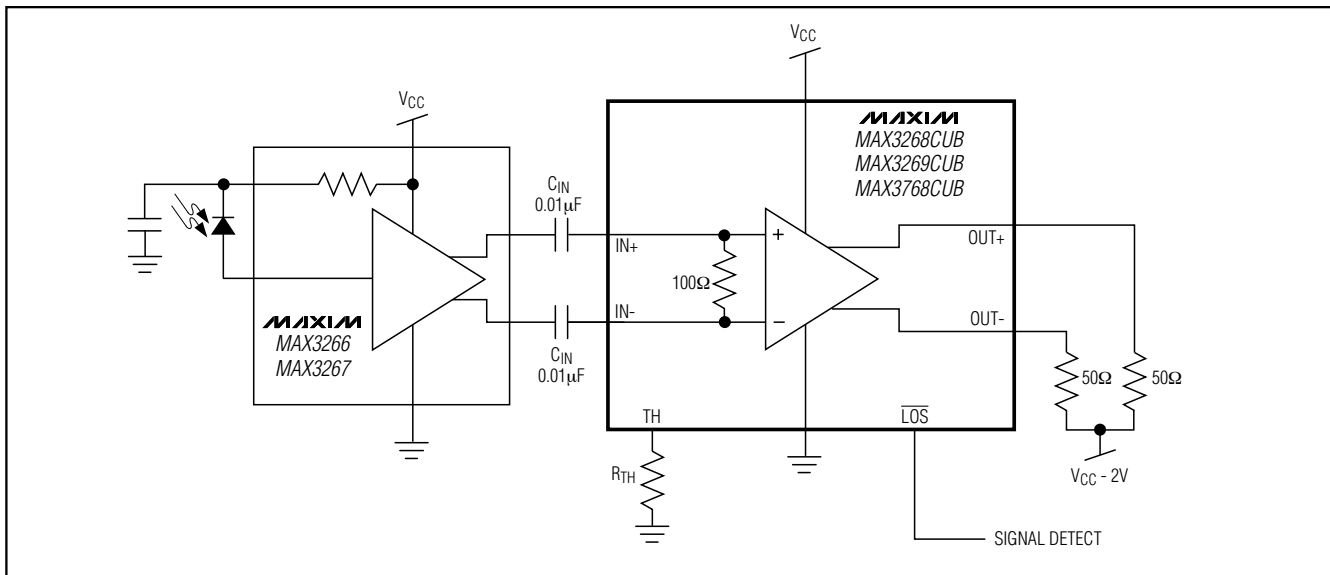 VCC
VCC
MAXIM
MAX3268CUB
MAX3269CUB
MAX3768CUB
CIN
0.01μF
IN+
+
OUT+
100Ω
IN-
−
OUT-
MAXIM
MAX3266
MAX3267
CIN
0.01μF
50Ω
50Ω
TH
LOS
RTH
VCC - 2V
SIGNAL DETECT